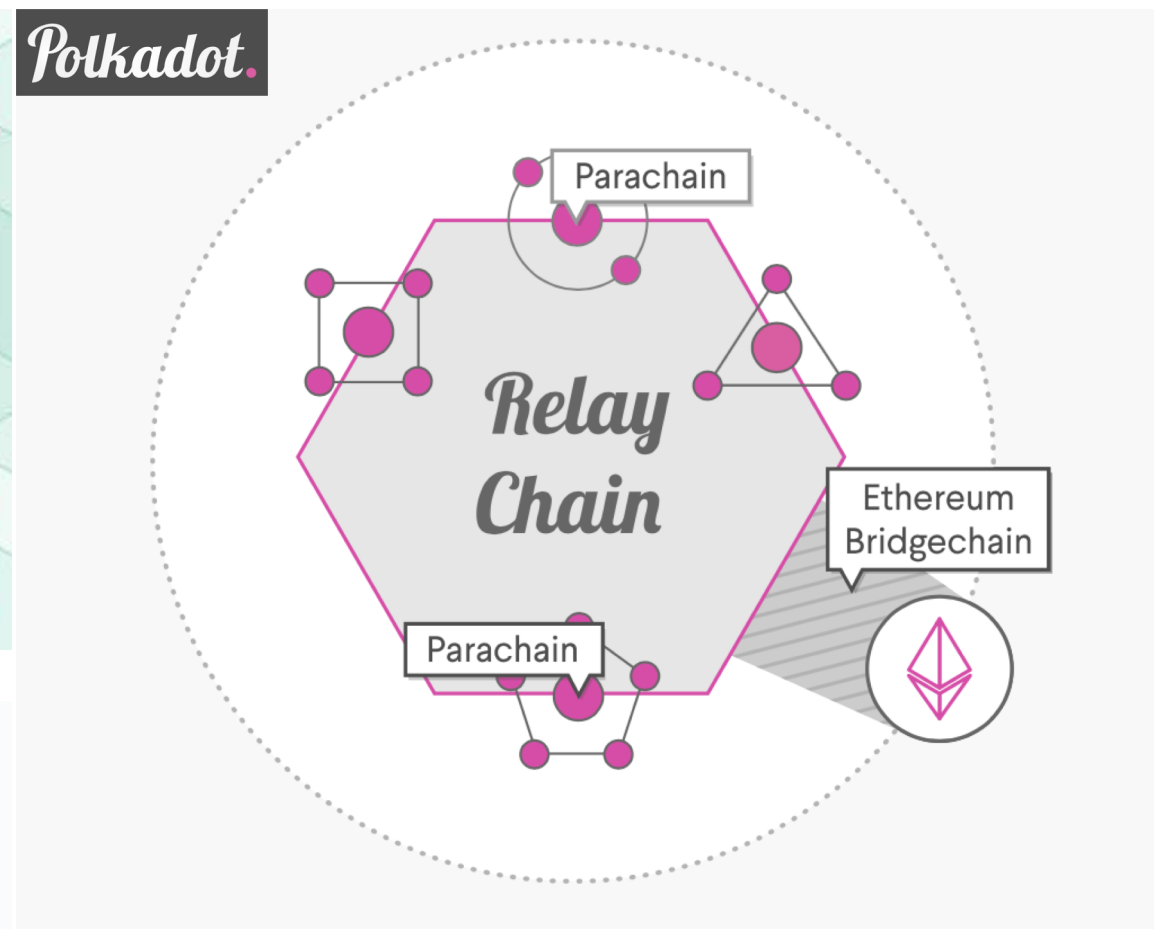 Polkadot.
Parachain
Relay
Chain
Ethereum
Bridgechain
Parachain